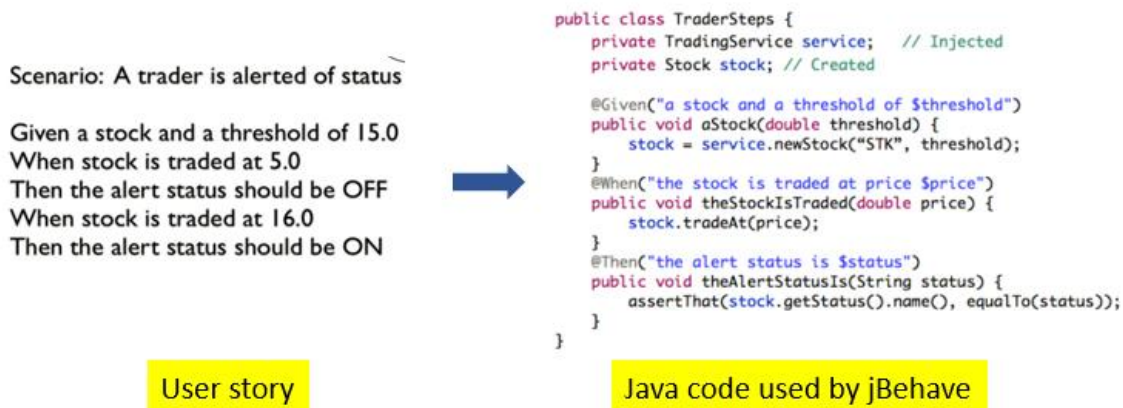 Scenario: A trader is alerted of status
Given a stock and a threshold of 15.0
When stock is traded at 5.0
Then the alert status should be OFF
When stock is traded at 16.0
Then the alert status should be ON
User story
public class TraderSteps {
private TradingService service; // Injected
private Stock stock; // Created
@Given("a stock and a threshold of $threshold")
public void aStock(double threshold) {
stock = service.newStock(“STK”, threshold);
}
@When("the stock is traded at price $price")
public void theStockIsTraded(double price) {
stock.tradeAt(price);
}
@Then("the alert status is $status")
public void theAlertStatusIs(String status) {
assertThat(stock.getStatus().name(), equalTo(status));
}
}
Java code used by jBehave